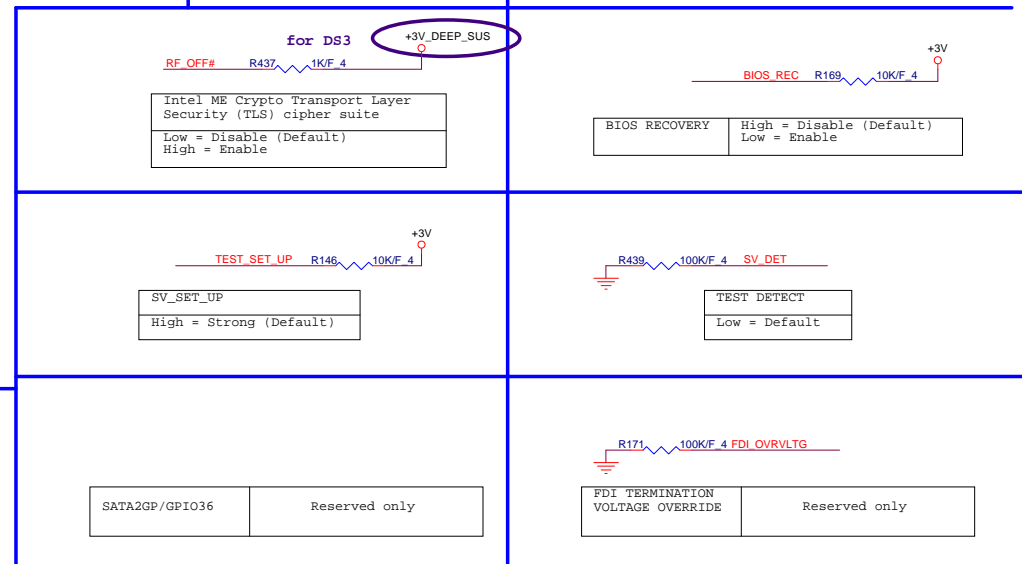 for DS3
+3V_DEEP_SUS
RF_OFF# R437 1K/F_4
Intel ME Crypto Transport Layer
Security (TLS) cipher suite
Low = Disable (Default)
High = Enable
+3V
BIOS_REC R169 10K/F_4
BIOS RECOVERY
High = Disable (Default)
Low = Enable
+3V
TEST_SET_UP R146 10K/F_4
SV_SET_UP
High = Strong (Default)
R439 100K/F_4 SV_DET
TEST DETECT
Low = Default
SATA2GP/GPIO36
Reserved only
R171 100K/F_4 FDI_OVRVLTG
FDI TERMINATION
VOLTAGE OVERRIDE
Reserved only